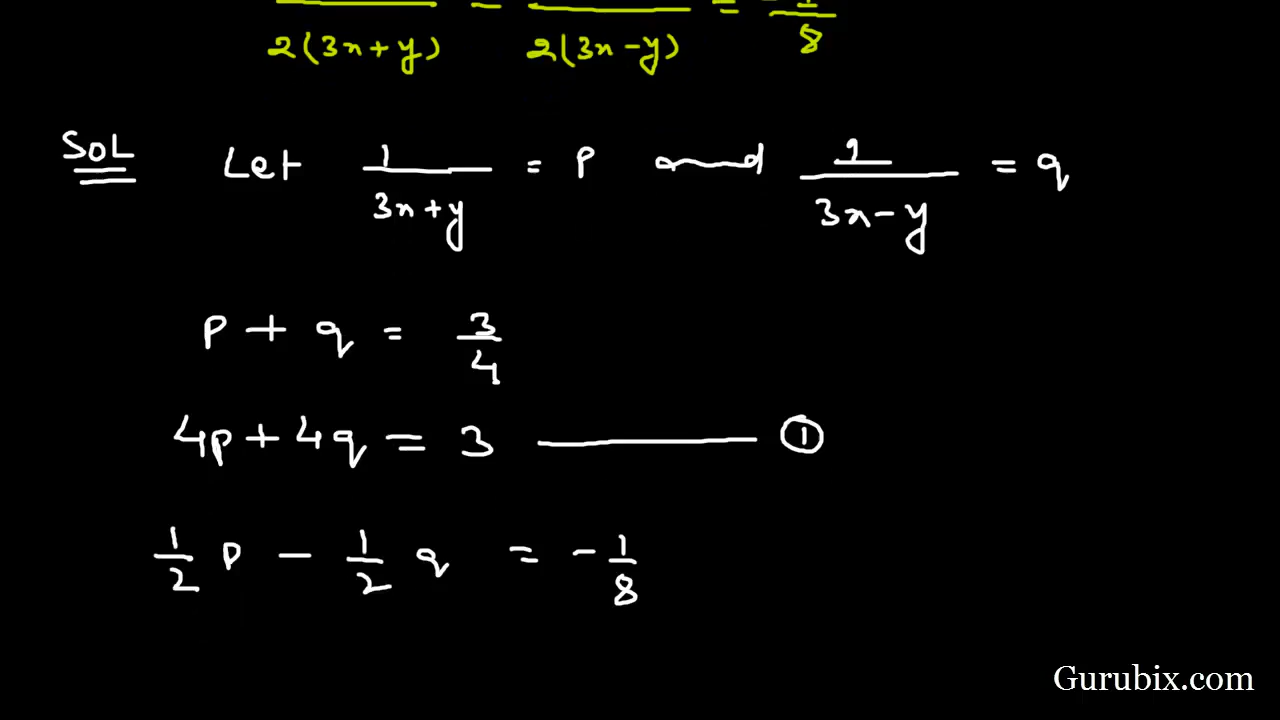 2(3x+y) - 2(3x-y) = -1/8
SOL Let 1/(3x+y) = P and 1/(3x-y) = q
P + q = 3/4
4p + 4q = 3 ——— ①
1/2 p - 1/2 q = -1/8
Gurubix.com